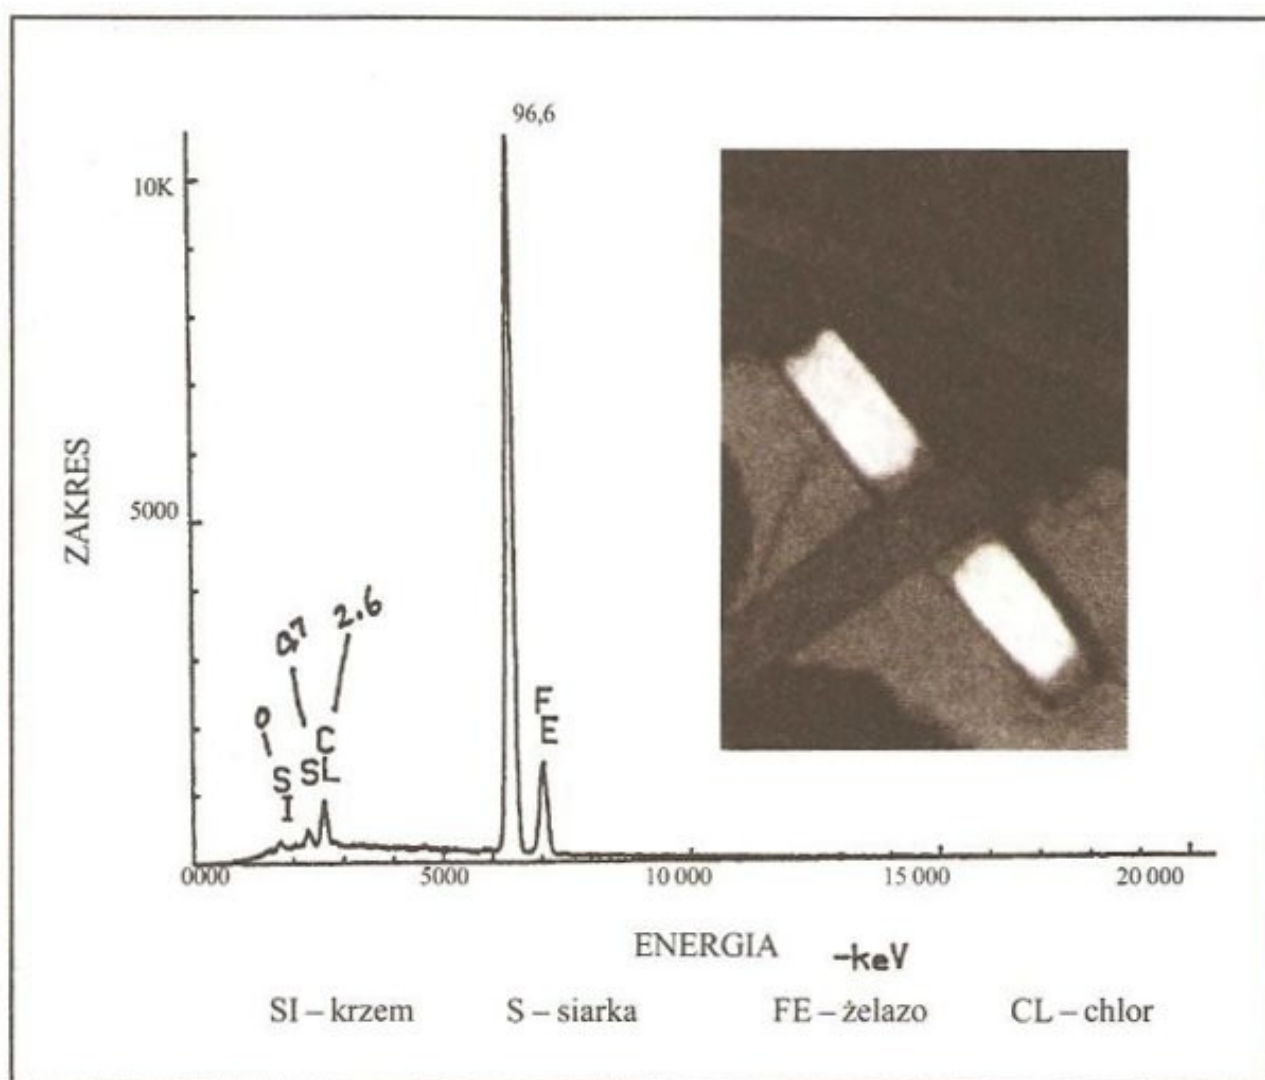 96,6
10K
ZAKRES
5000
0,7
2.6
0
C
S
SL
I
F
E
0000
5000
10 000
15 000
20 000
ENERGIA -keV
SI – krzem
S – siarka
FE – żelazo
CL – chlor